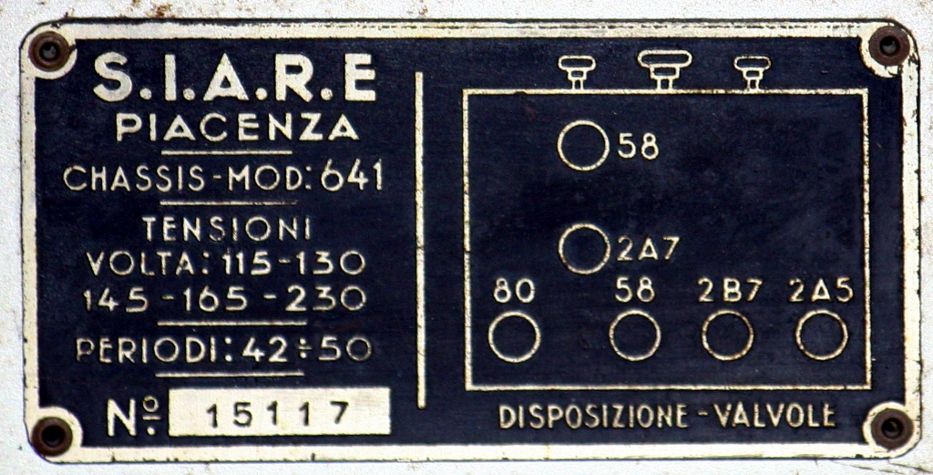 S.I.A.R.E
PIACENZA
CHASSIS-MOD:641
TENSIONI
VOLTA:115-130
145-165-230
PERIODI:42÷50
Nº. 15117
58
2A7
80 58 2B7 2A5
DISPOSIZIONE-VALVOLE